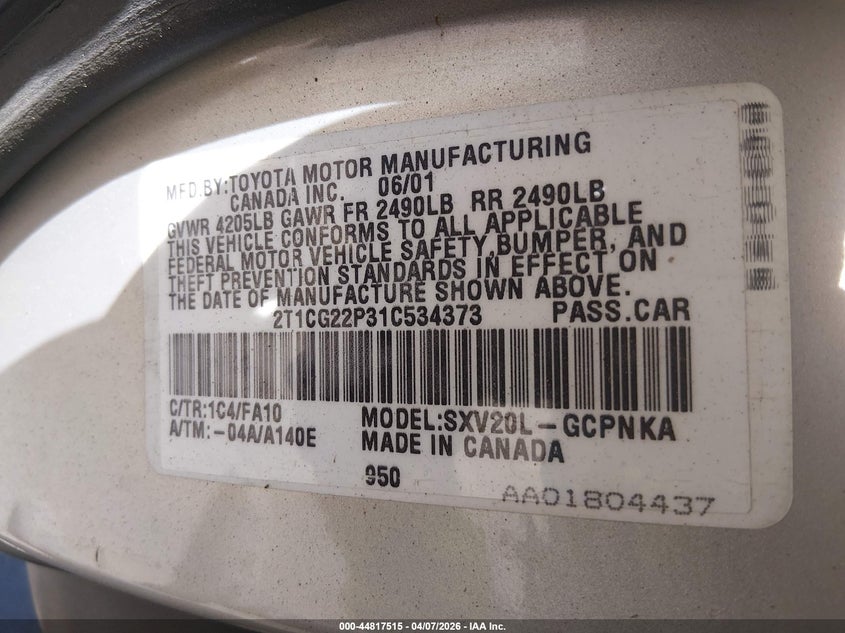 MFD.BY:TOYOTA MOTOR MANUFACTURING
CANADA INC. 06/01
GVWR 4205LB GAWR FR 2490LB RR 2490LB
THIS VEHICLE CONFORMS TO ALL APPLICABLE
FEDERAL MOTOR VEHICLE SAFETY,BUMPER, AND
THEFT PREVENTION STANDARDS IN EFFECT ON
THE DATE OF MANUFACTURE SHOWN ABOVE.
2T1CG22P31C534373 PASS.CAR
C/TR:1C4/FA10 MODEL:SXV20L-GCPNKA
A/TM:-04A/A140E MADE IN CANADA
950
AA01804437
000-44817515 - 04/07/2026 - IAA Inc.